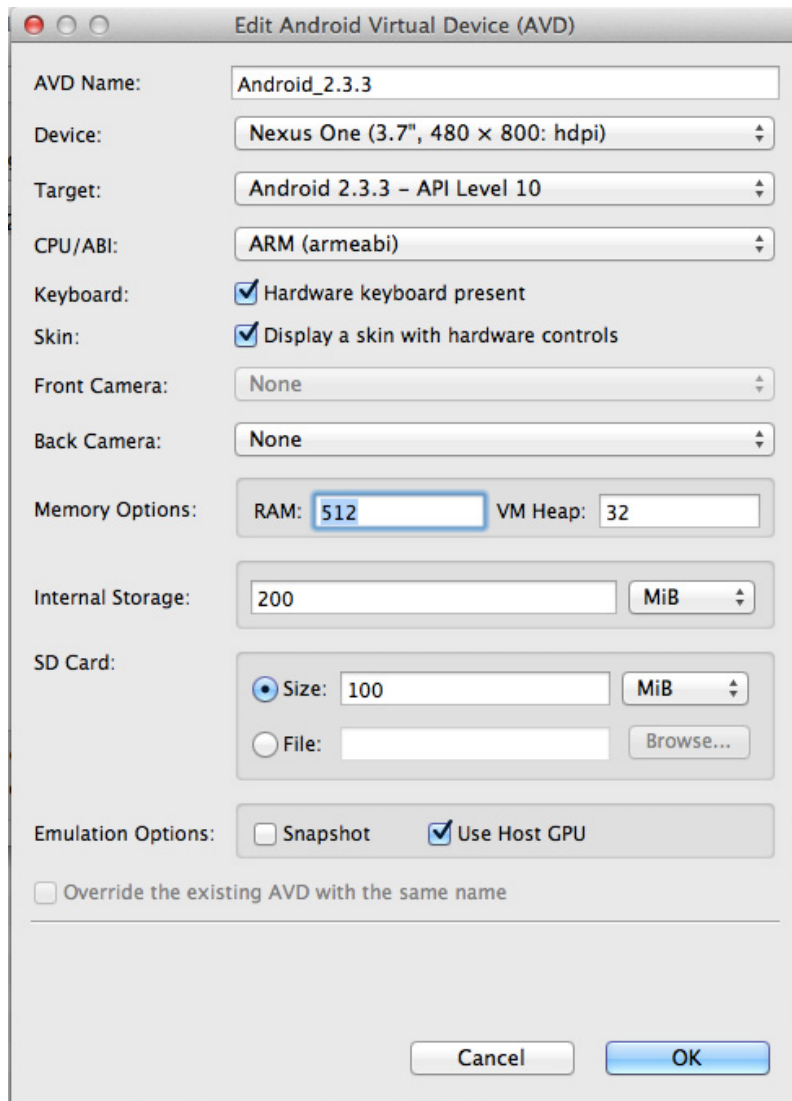 Edit Android Virtual Device (AVD)
AVD Name: Android_2.3.3
Device: Nexus One (3.7", 480 × 800: hdpi)
Target: Android 2.3.3 – API Level 10
CPU/ABI: ARM (armeabi)
Keyboard: Hardware keyboard present
Skin: Display a skin with hardware controls
Front Camera: None
Back Camera: None
Memory Options: RAM: 512 VM Heap: 32
Internal Storage: 200 MiB
SD Card:
Size: 100 MiB
File: Browse...
Emulation Options: Snapshot Use Host GPU
Override the existing AVD with the same name
Cancel OK